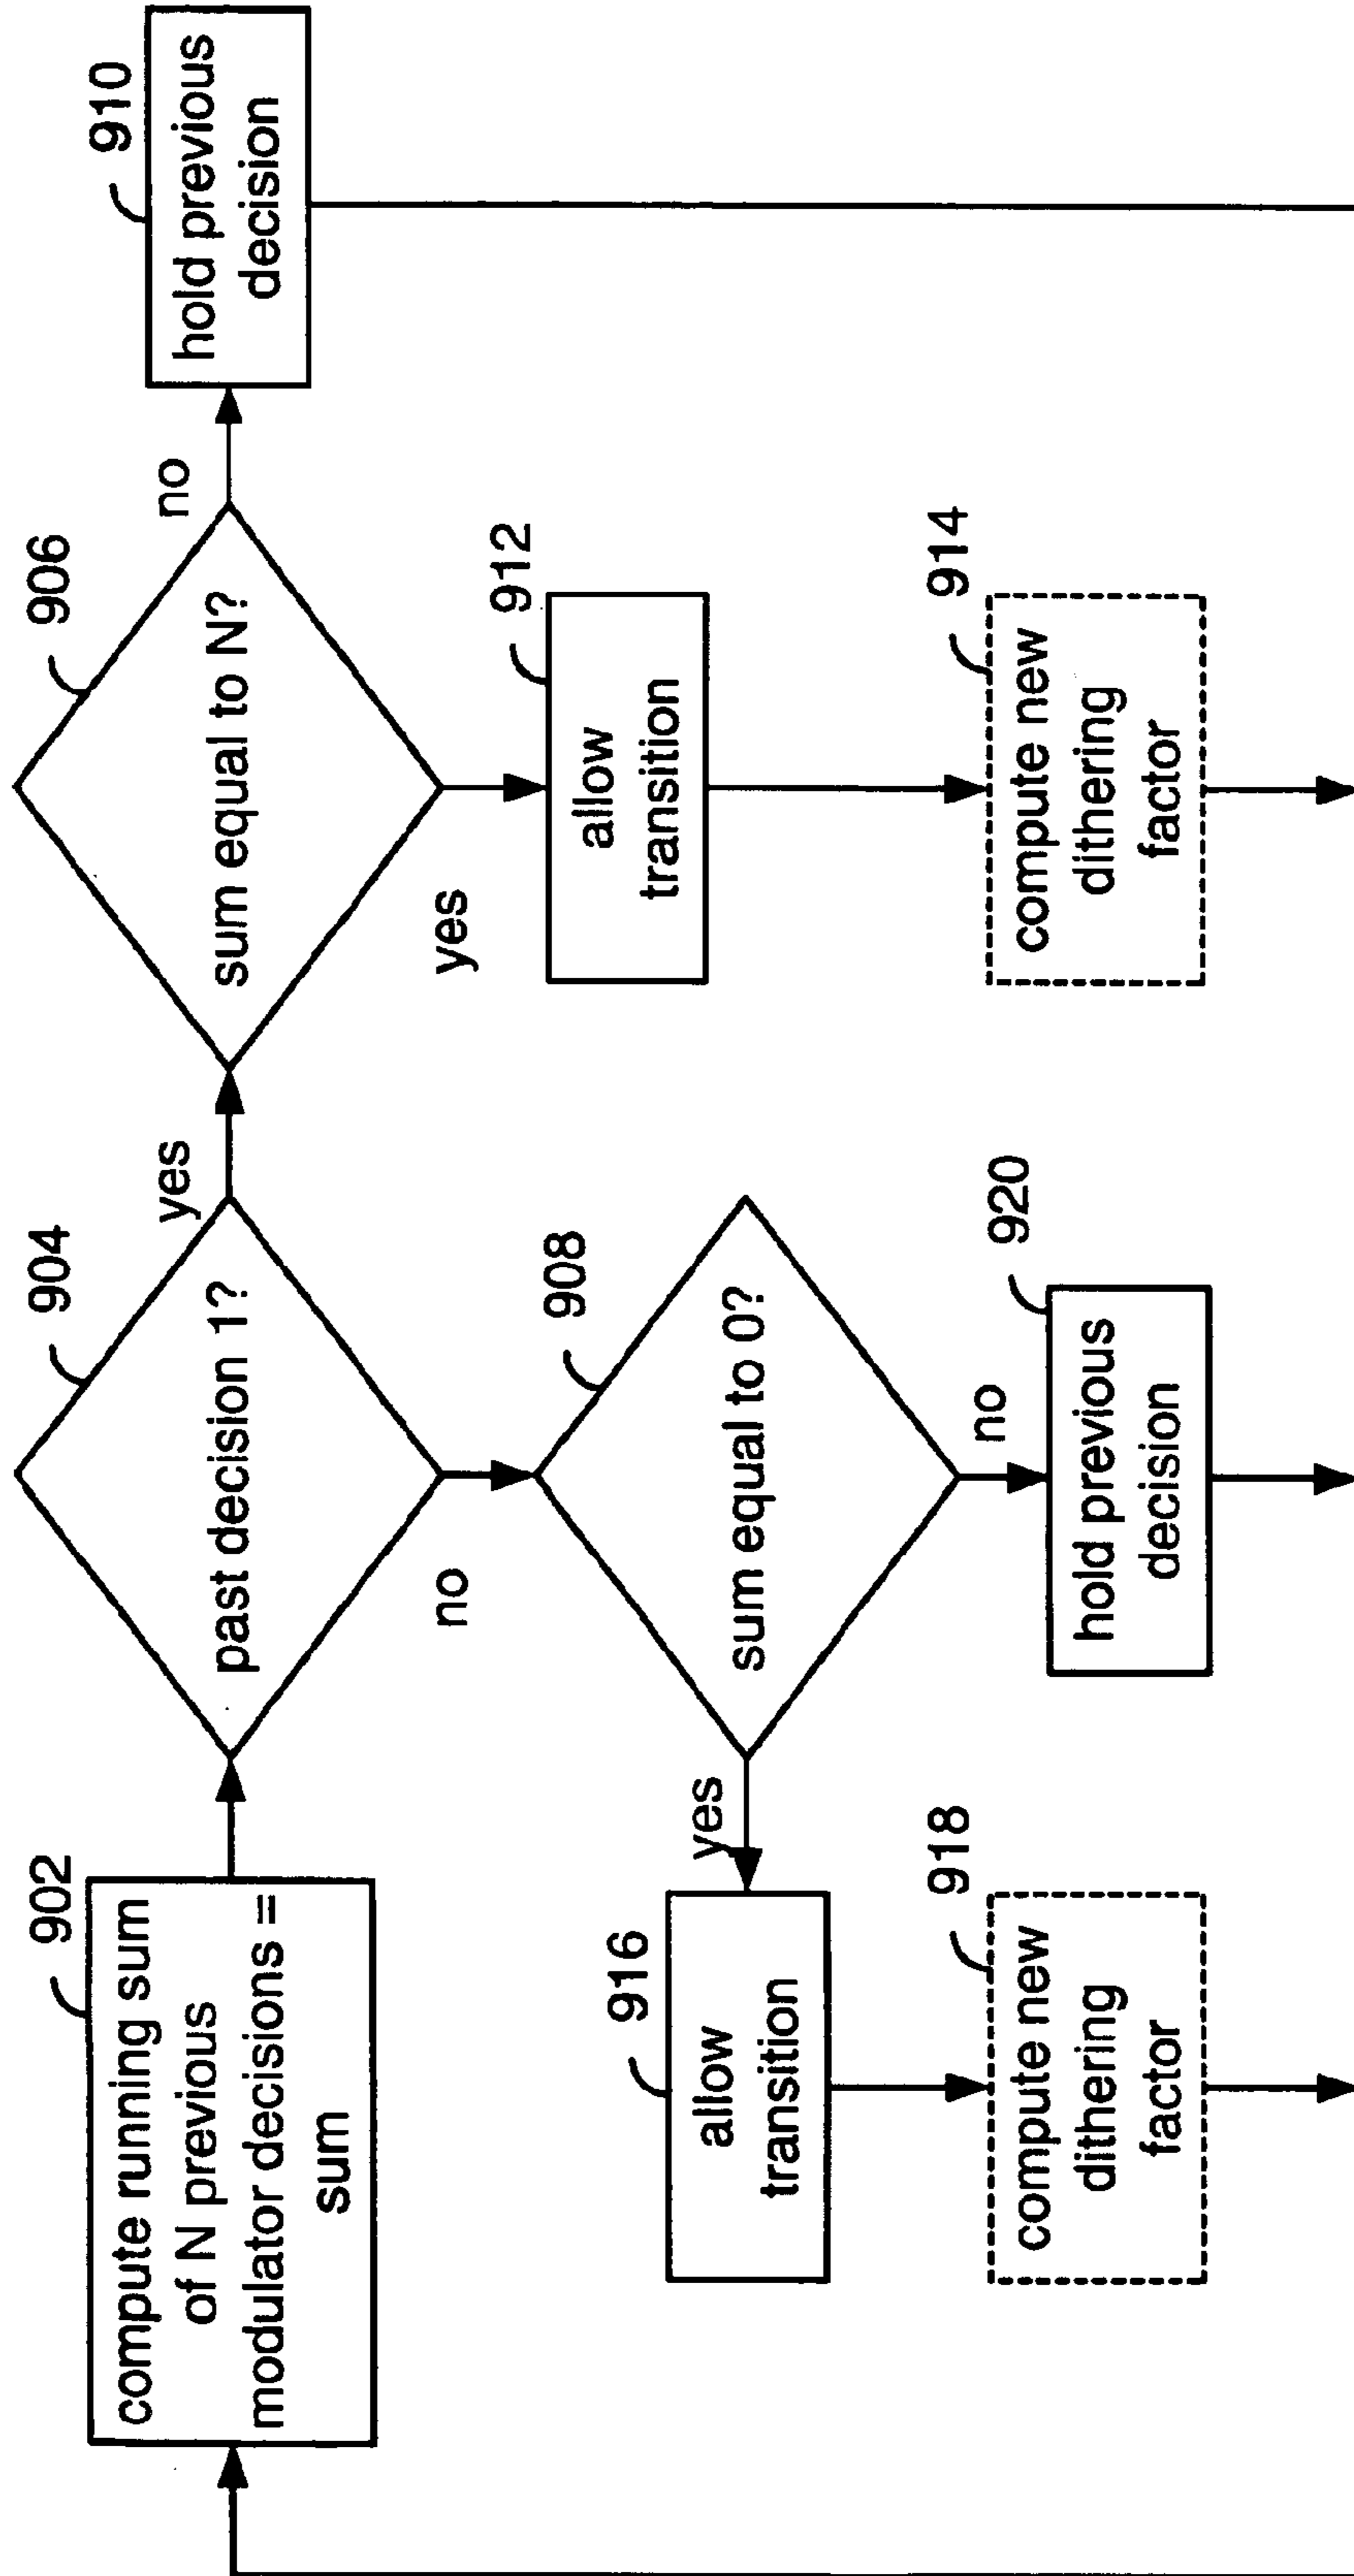 902
compute running sum
of N previous
modulator decisions =
sum
904
past decision 1?
yes
no
906
sum equal to N?
no
yes
910
hold previous
decision
912
allow
transition
914
compute new
dithering
factor
908
sum equal to 0?
yes
no
916
allow
transition
918
compute new
dithering
factor
920
hold previous
decision